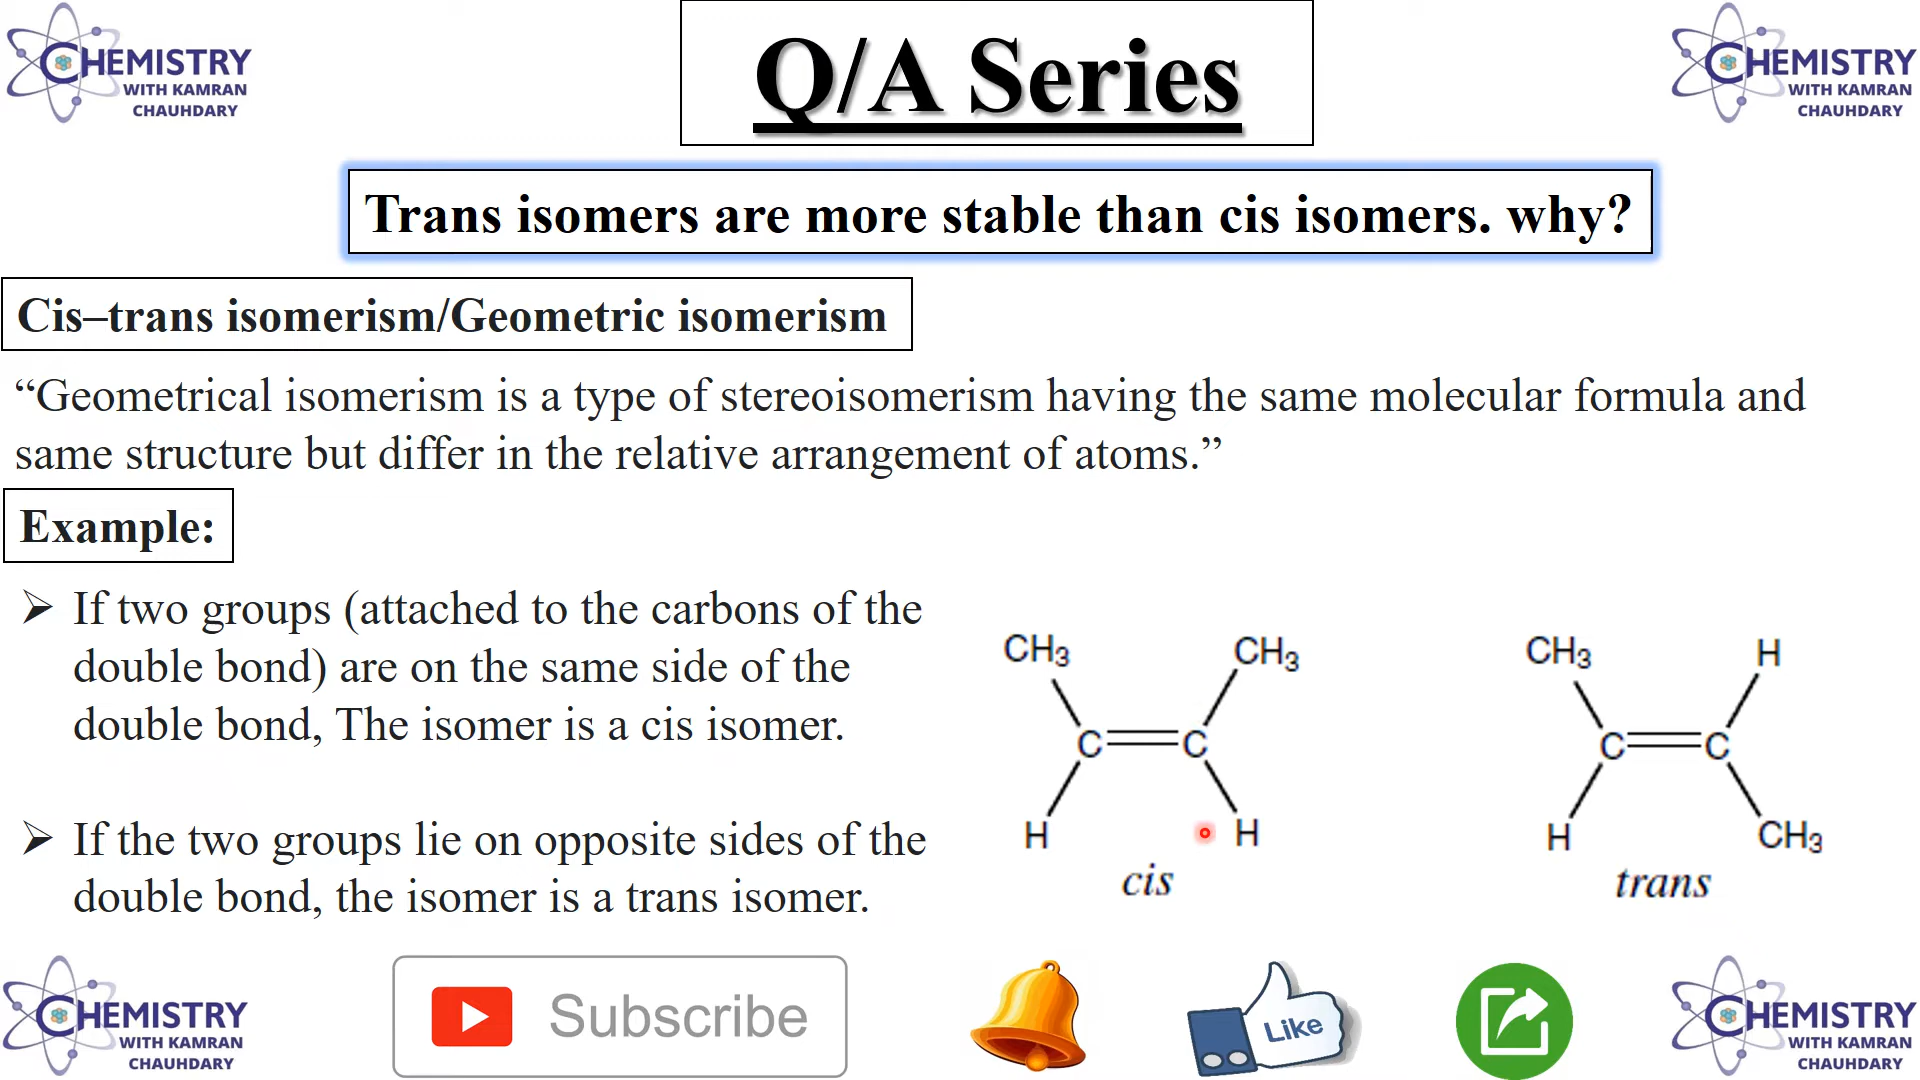 CHEMISTRY
WITH KAMRAN
CHAUHDARY
Q/A Series
CHEMISTRY
WITH KAMRAN
CHAUHDARY
Trans isomers are more stable than cis isomers. why?
Cis–trans isomerism/Geometric isomerism
“Geometrical isomerism is a type of stereoisomerism having the same molecular formula and
same structure but differ in the relative arrangement of atoms.”
Example:
➢ If two groups (attached to the carbons of the
double bond) are on the same side of the
double bond, The isomer is a cis isomer.
➢ If the two groups lie on opposite sides of the
double bond, the isomer is a trans isomer.
CH₃ CH₃
C C
H H
cis
CH₃ H
C C
H CH₃
trans
CHEMISTRY
WITH KAMRAN
CHAUHDARY
Subscribe
Like
CHEMISTRY
WITH KAMRAN
CHAUHDARY